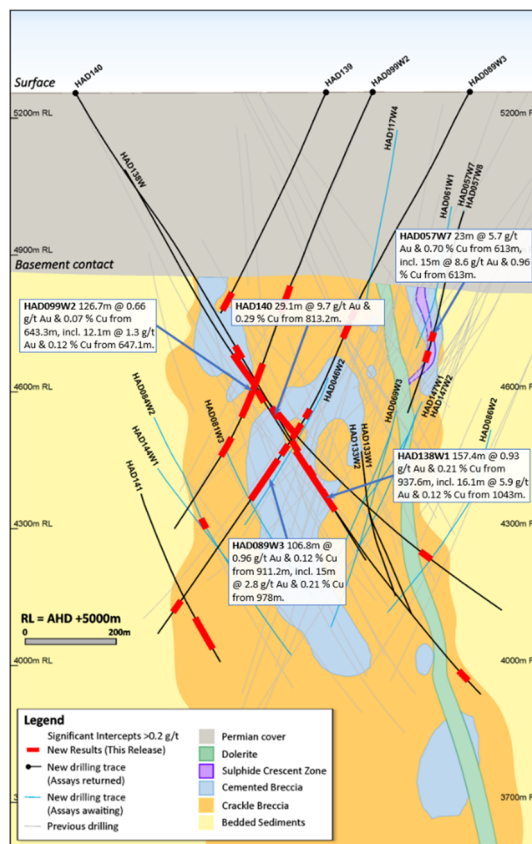 HAD140
HAD139
HAD099W2
HAD089W3
Surface
5200m RL
5200m R
HAD117W4
HAD138W
HAD061W1
HAD057W7
HAD057W8
4900m RL
Basement contact
HAD057W7 23m @ 5.7 g/t
Au & 0.70 % Cu from 613m,
incl. 15m @ 8.6 g/t Au & 0.96
% Cu from 613m.
HAD099W2 126.7m @ 0.66
g/t Au & 0.07 % Cu from
643.3m, incl. 12.1m @ 1.3 g/t
Au & 0.12 % Cu from 647.1m.
HAD140 29.1m @ 9.7 g/t Au &
0.29 % Cu from 813.2m.
HAD046W2
4600m RL
4600m R
HAD084W2
HAD081W3
HAD069W3
HAD147W1
HAD147W2
HAD086W2
HAD144W1
HAD141
HAD133W1
HAD133W2
HAD138W1 157.4m @ 0.93
g/t Au & 0.21 % Cu from
937.6m, incl. 16.1m @ 5.9 g/t
Au & 0.12 % Cu from 1043m.
4300m RL
4300m R
HAD089W3 106.8m @
0.96 g/t Au & 0.12 % Cu
from 911.2m, incl. 15m
@ 2.8 g/t Au & 0.21 % Cu
from 978m.
RL = AHD +5000m
0 200m
4000m RL
4000m R
Legend
Significant Intercepts >0.2 g/t
New Results (This Release)
New drilling trace
(Assays returned)
New drilling trace
(Assays awaiting)
Previous drilling
Permian cover
Dolerite
Sulphide Crescent Zone
Cemented Breccia
Crackle Breccia
Bedded Sediments
3700m R